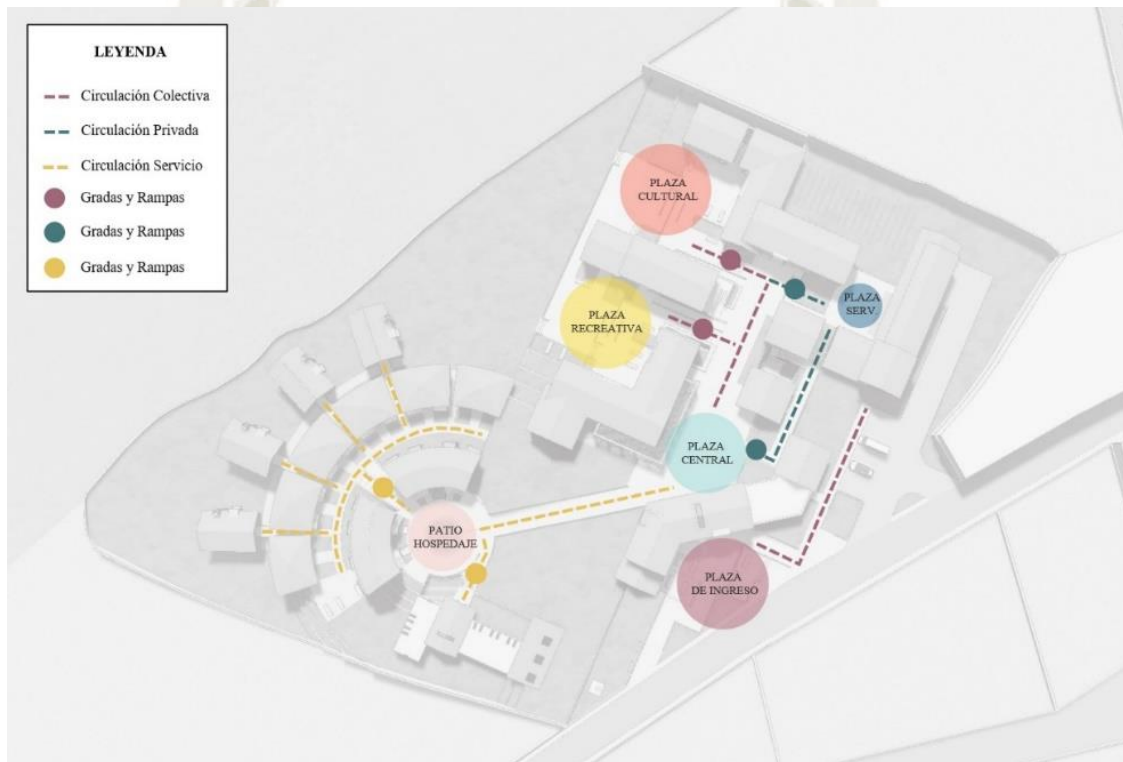 LEYENDA
Circulación Colectiva
Circulación Privada
Circulación Servicio
Gradas y Rampas
Gradas y Rampas
Gradas y Rampas
PLAZA
CULTURAL
PLAZA
RECREATIVA
PLAZA
SERV.
PLAZA
CENTRAL
PATIO
HOSPEDAJE
PLAZA
DE INGRESO